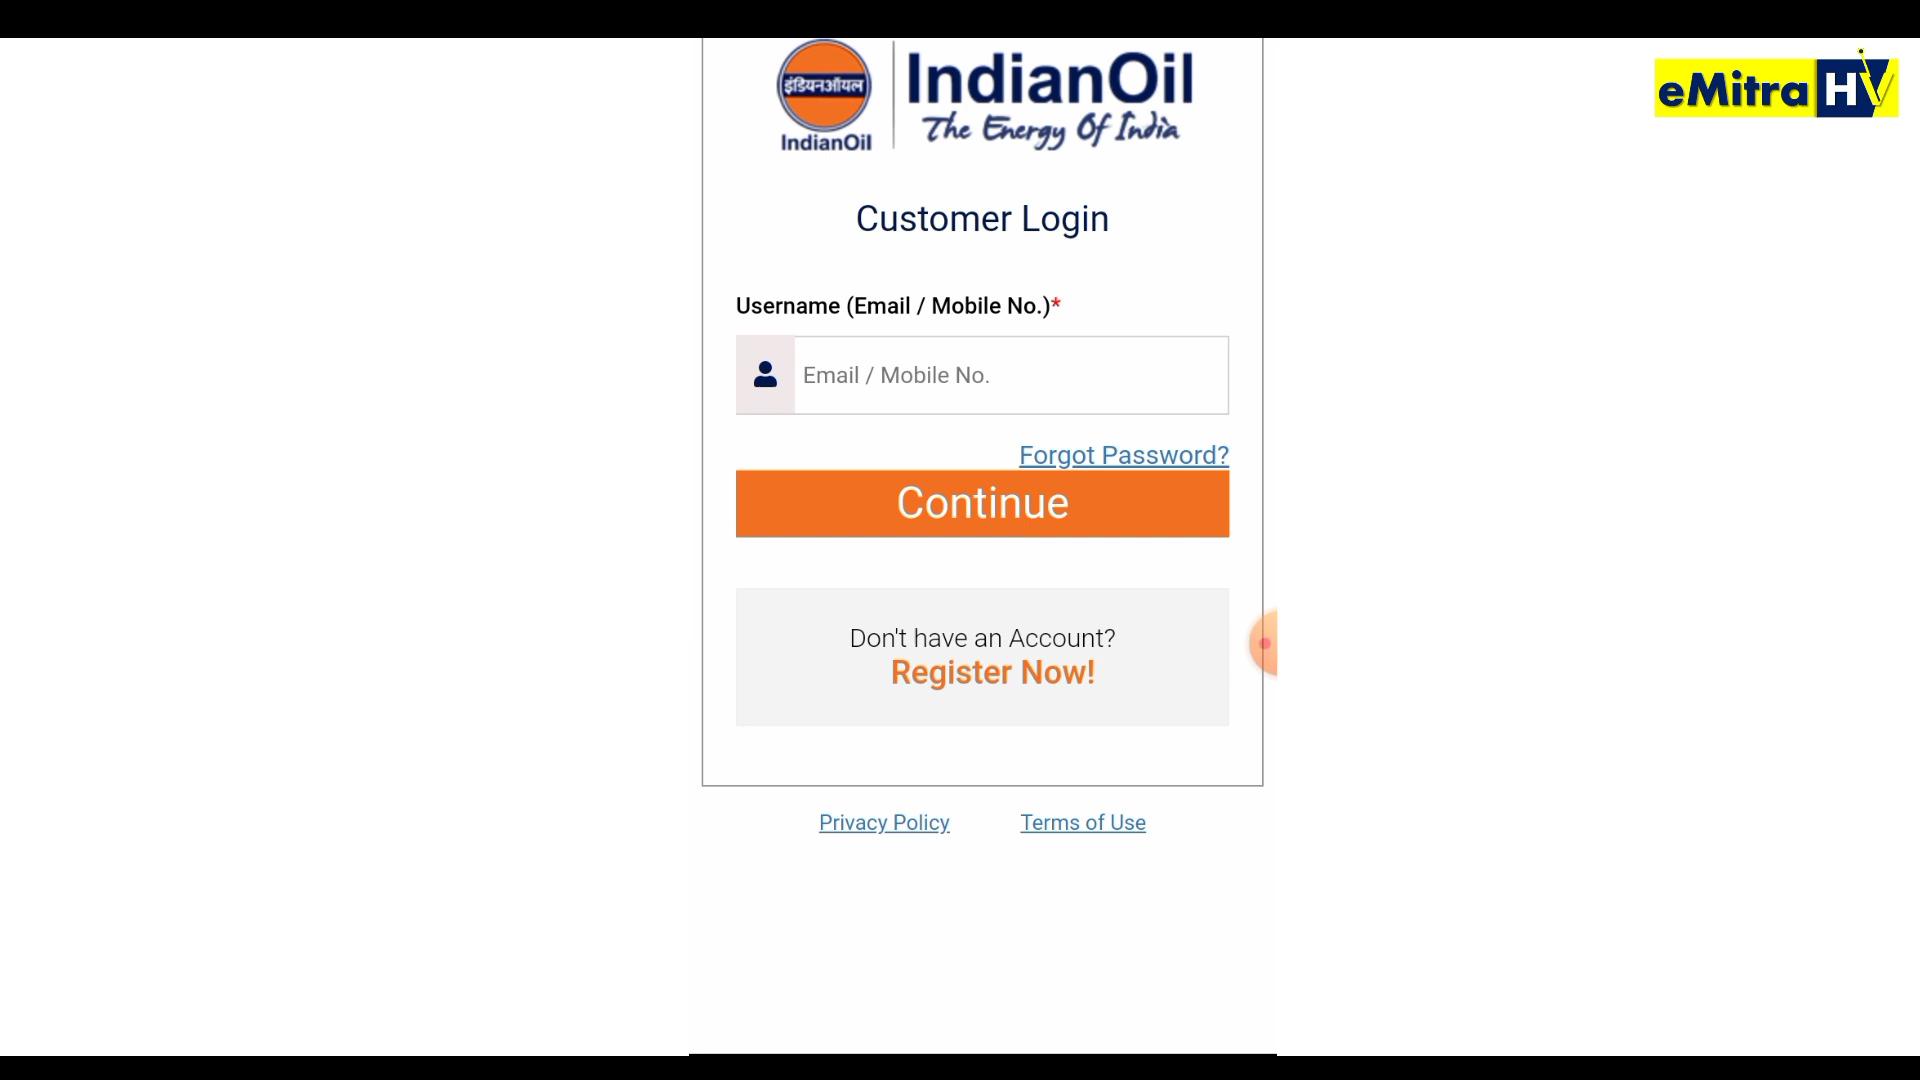 इंडियनऑयल
IndianOil
IndianOil
The Energy Of India
eMitra HV
Customer Login
Username (Email / Mobile No.)*
Email / Mobile No.
Forgot Password?
Continue
Don't have an Account?
Register Now!
Privacy Policy Terms of Use